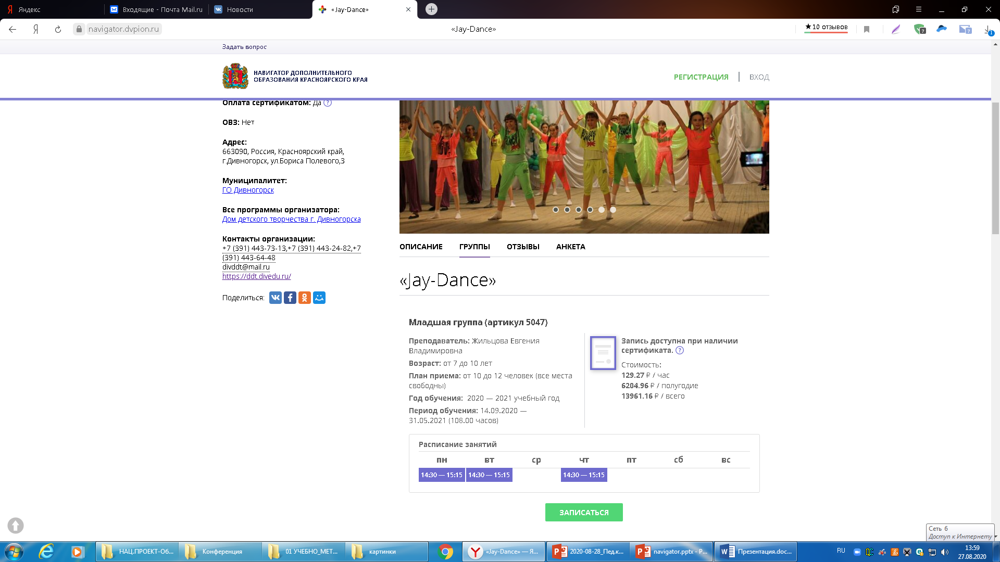 Яндекс
Входящие - Почта Mail.ru
Новости
«Jay-Dance»
navigator.dvpion.ru
«Jay-Dance»
★10 отзывов
7
7
1
Задать вопрос
НАВИГАТОР ДОПОЛНИТЕЛЬНОГО
ОБРАЗОВАНИЯ КРАСНОЯРСКОГО КРАЯ
РЕГИСТРАЦИЯ
ВХОД
Оплата сертификатом: Да ?
ОВЗ: Нет
Адрес:
663090, Россия, Красноярский край,
г.Дивногорск, ул.Бориса Полевого,3
Муниципалитет:
ГО Дивногорск
Все программы организатора:
Дом детского творчества г. Дивногорска
Контакты организации:
+7 (391) 443-73-13,+7 (391) 443-24-82,+7
(391) 443-64-48
divddt@mail.ru
https://ddt.divedu.ru/
Поделиться:
ОПИСАНИЕ
ГРУППЫ
ОТЗЫВЫ
АНКЕТА
«Jay-Dance»
Младшая группа (артикул 5047)
Преподаватель: Жильцова Евгения
Владимировна
Возраст: от 7 до 10 лет
План приема: от 10 до 12 человек (все места
свободны)
Год обучения: 2020 — 2021 учебный год
Период обучения: 14.09.2020 —
31.05.2021 (108.00 часов)
Запись доступна при наличии
сертификата. ?
Стоимость:
129.27 ₽ / час
6204.96 ₽ / полугодие
13961.16 ₽ / всего
Расписание занятий
пн вт ср чт пт сб вс
14:30 — 15:15 14:30 — 15:15 14:30 — 15:15
ЗАПИСАТЬСЯ
Сеть 6
Доступ к Интернету
НАЦ.ПРОЕКТ-Об...
Конференция
01 УЧЕБНО_МЕТ...
картинки
«Jay-Dance» — Я...
2020-08-28_Пед.к...
navigator.pptx - P...
Презентация.doc...
RU
13:59
27.08.2020